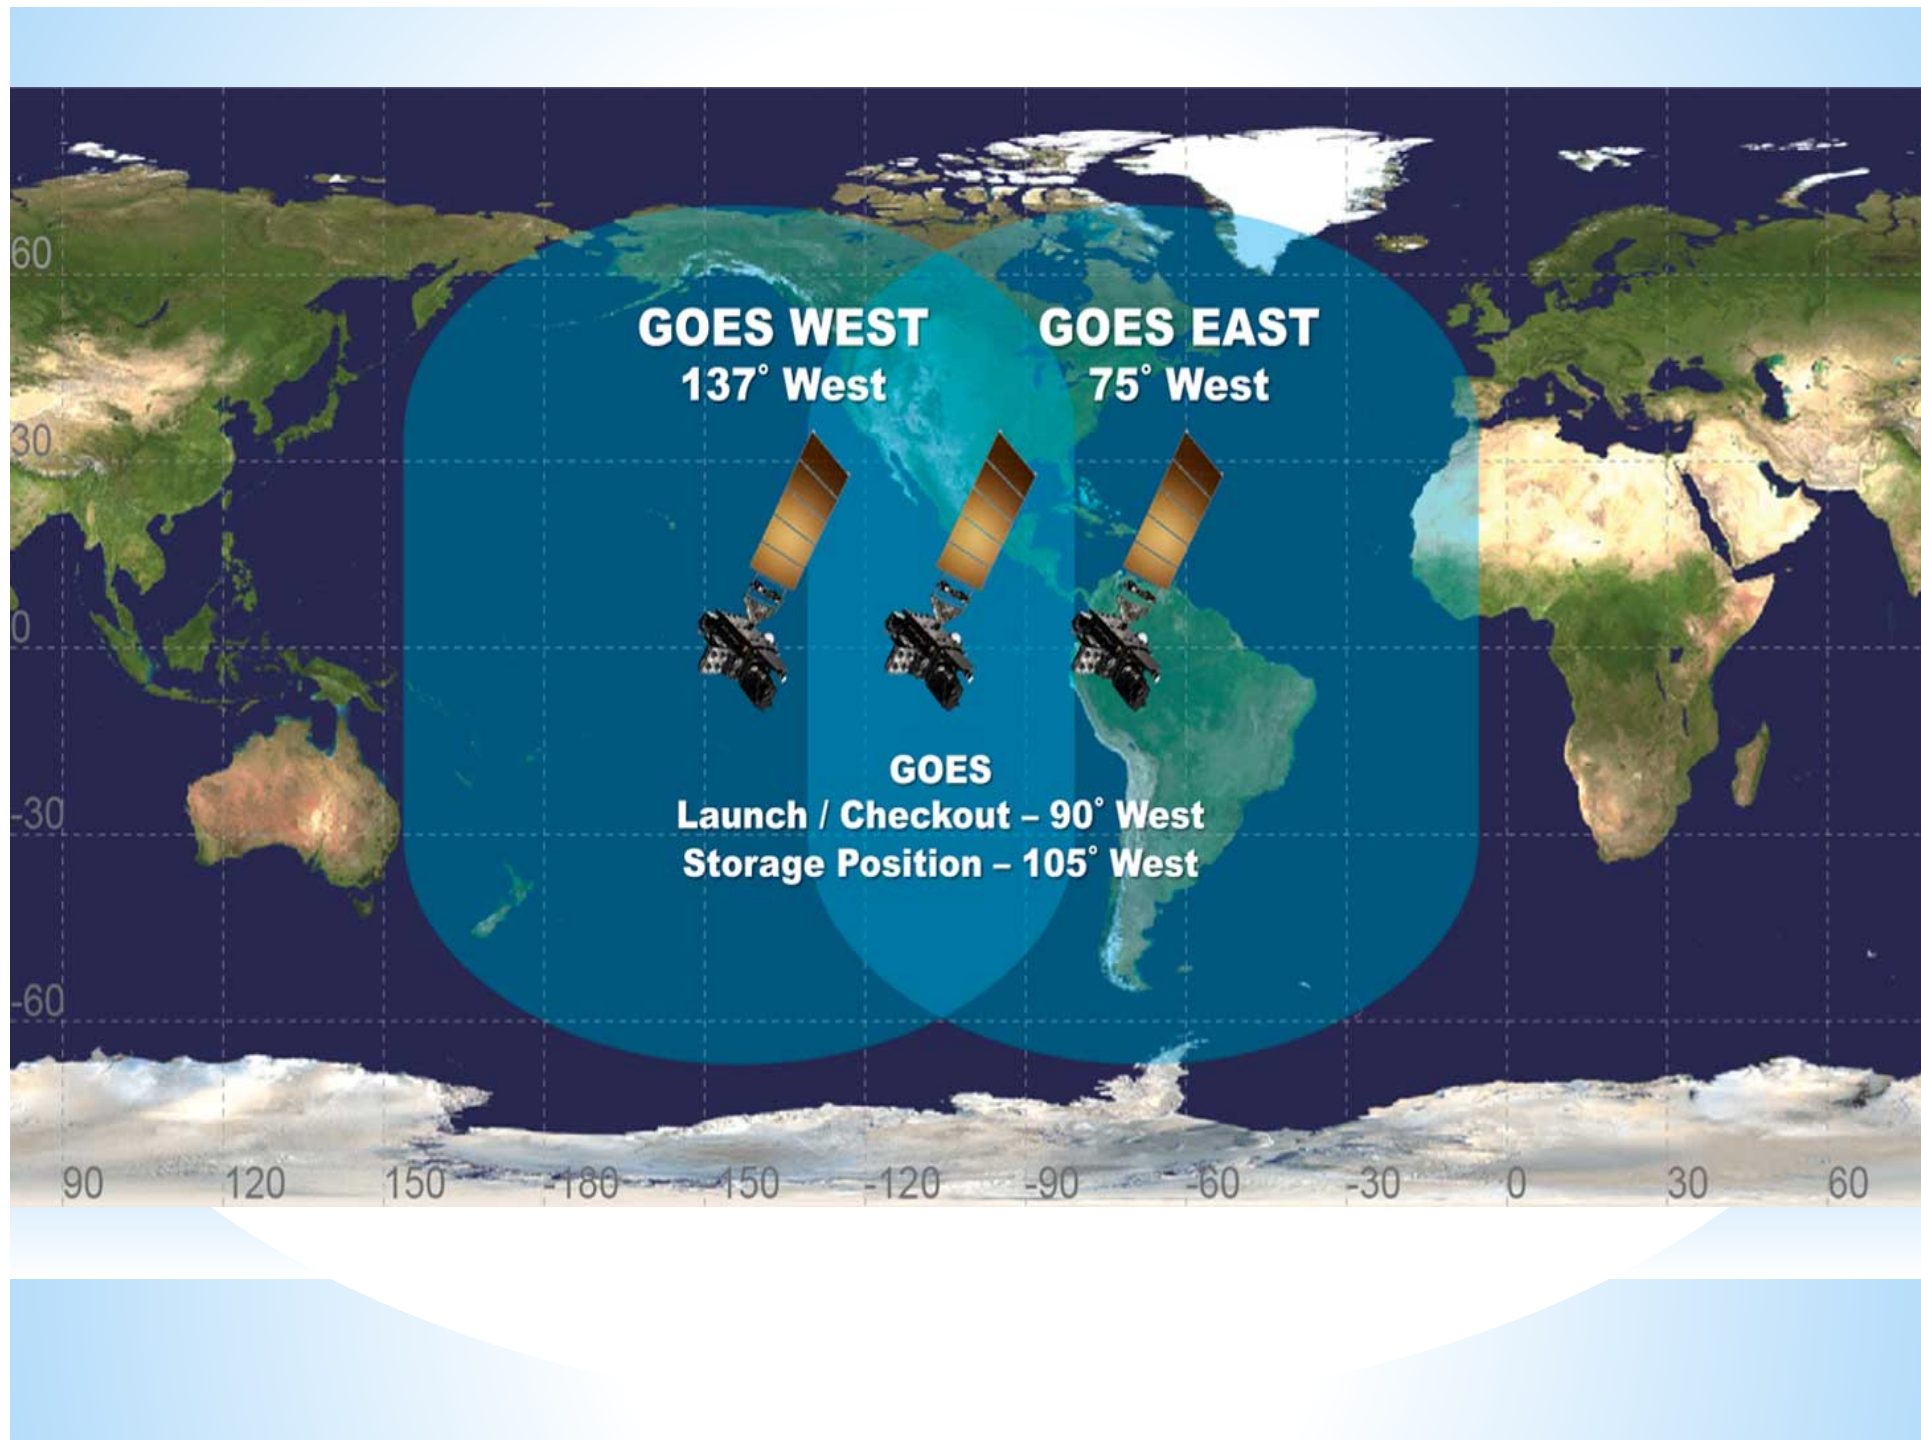 60
GOES WEST
137° West
GOES EAST
75° West
30
0
GOES
Launch / Checkout – 90° West
Storage Position – 105° West
-30
-60
90 120 150 -180 -150 -120 -90 -60 -30 0 30 60